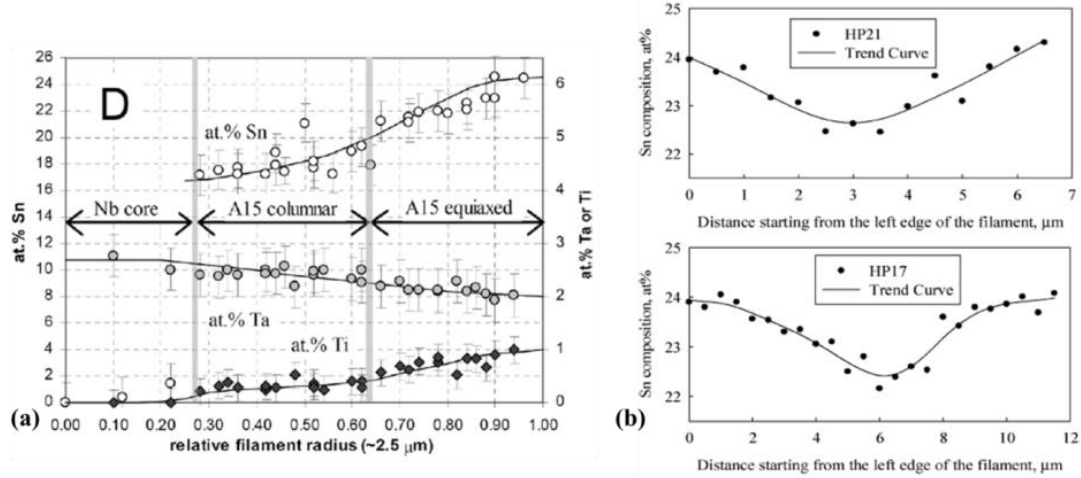 D
at.% Sn
Nb core
A15 columnar
A15 equiaxed
at.% Ta
at.% Ti
26
24
22
20
18
16
14
12
10
8
6
4
2
0
at.% Sn
6
5
4
3
2
1
0
at.% Ta or Ti
0.00 0.10 0.20 0.30 0.40 0.50 0.60 0.70 0.80 0.90 1.00
relative filament radius (~2.5 μm)
(a)
HP21
Trend Curve
25
24
23
22
Sn composition, at%
0 1 2 3 4 5 6 7
Distance starting from the left edge of the filament, μm
HP17
Trend Curve
25
24
23
22
Sn composition, at%
0 2 4 6 8 10 12
Distance starting from the left edge of the filament, μm
(b)